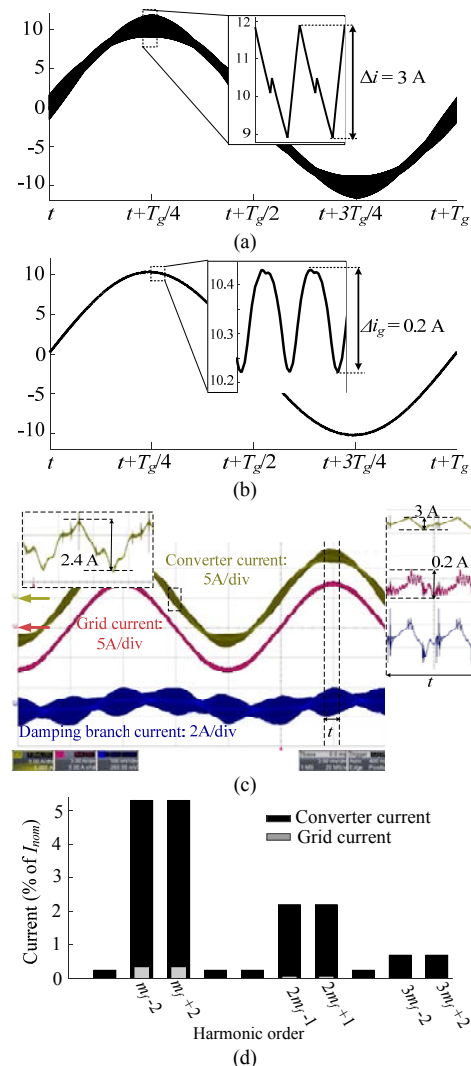 10
5
0
-5
-10
12
11
10
9
Δi = 3 A
t
t+Tg/4
t+Tg/2
t+3Tg/4
t+Tg
(a)
10
5
0
-5
-10
10.4
10.3
10.2
Δig = 0.2 A
t
t+Tg/4
t+Tg/2
t+3Tg/4
t+Tg
(b)
2.4 A
Converter current:
5A/div
Grid current:
5A/div
Damping branch current: 2A/div
t
3 A
0.2 A
t
(c)
Current (% of Inom)
5
4
3
2
1
0
Converter current
Grid current
mf-2
mf+2
2mf-1
2mf+1
3mf-2
3mf+2
Harmonic order
(d)